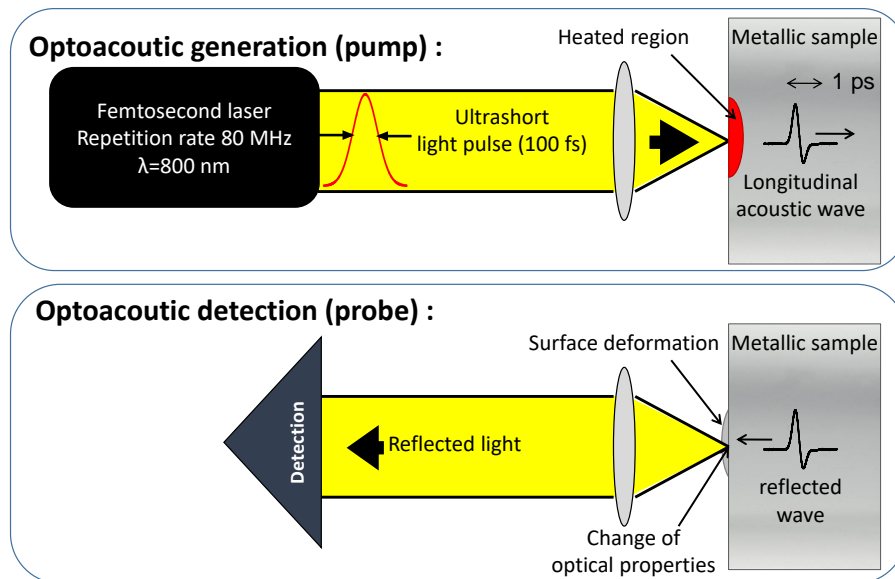 Optoacoutic generation (pump) :
Femtosecond laser
Repetition rate 80 MHz
λ=800 nm
Ultrashort
light pulse (100 fs)
Heated region
Metallic sample
1 ps
Longitudinal
acoustic wave
Optoacoutic detection (probe) :
Detection
Reflected light
Surface deformation
Metallic sample
reflected
wave
Change of
optical properties